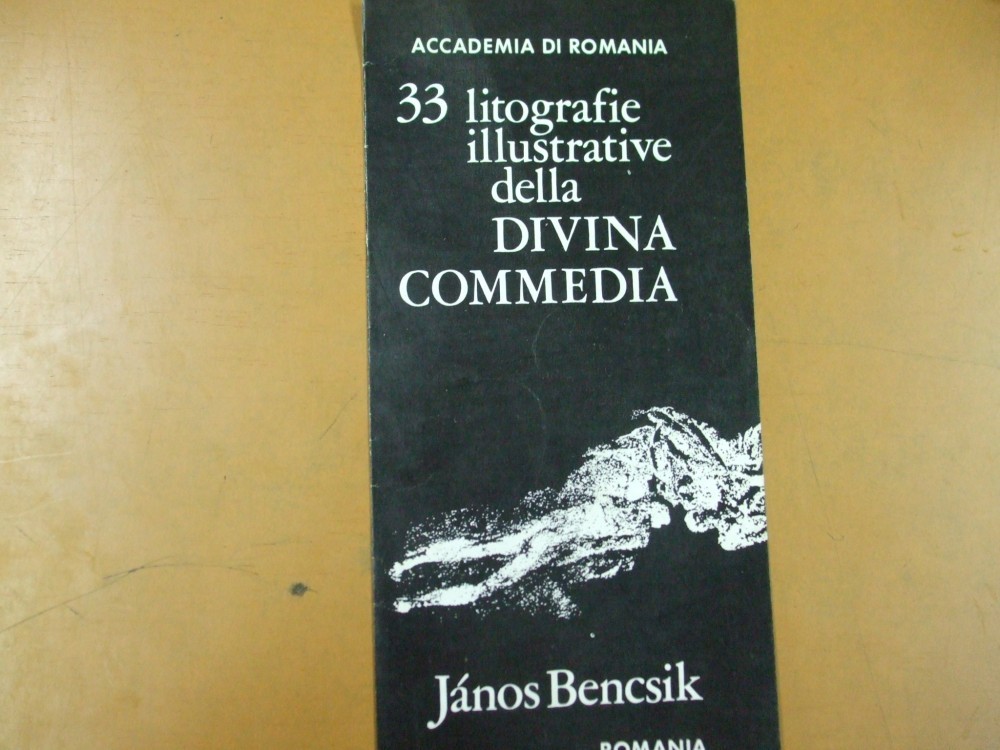 ACCADEMIA DI ROMANIA
33 litografie
illustrative
della
DIVINA
COMMEDIA
János Bencsik
ROMANIA